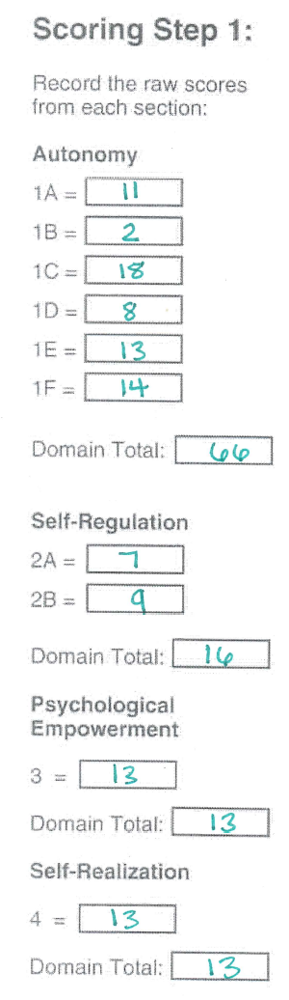 Scoring Step 1:
Record the raw scores
from each section:
Autonomy
1A = 11
1B = 2
1C = 18
1D = 8
1E = 13
1F = 14
Domain Total: 66
Self-Regulation
2A = 7
2B = 9
Domain Total: 16
Psychological
Empowerment
3 = 13
Domain Total: 13
Self-Realization
4 = 13
Domain Total: 13